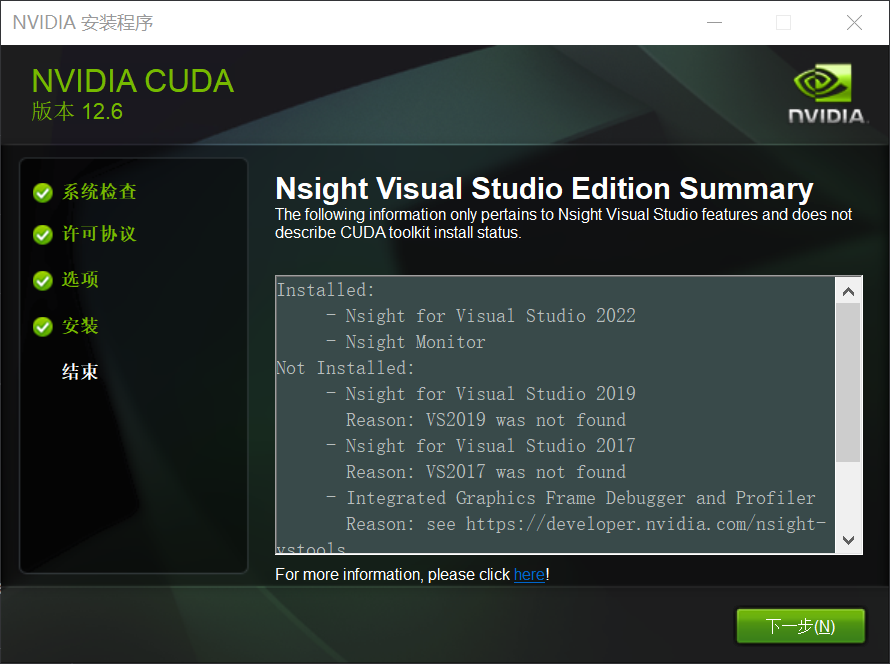 NVIDIA 安装程序
NVIDIA CUDA
版本 12.6
NVIDIA.
系统检查
许可协议
选项
安装
结束
Nsight Visual Studio Edition Summary
The following information only pertains to Nsight Visual Studio features and does not
describe CUDA toolkit install status.
Installed:
- Nsight for Visual Studio 2022
- Nsight Monitor
Not Installed:
- Nsight for Visual Studio 2019
Reason: VS2019 was not found
- Nsight for Visual Studio 2017
Reason: VS2017 was not found
- Integrated Graphics Frame Debugger and Profiler
Reason: see https://developer.nvidia.com/nsight-
vstools
For more information, please click here!
下一步(N)